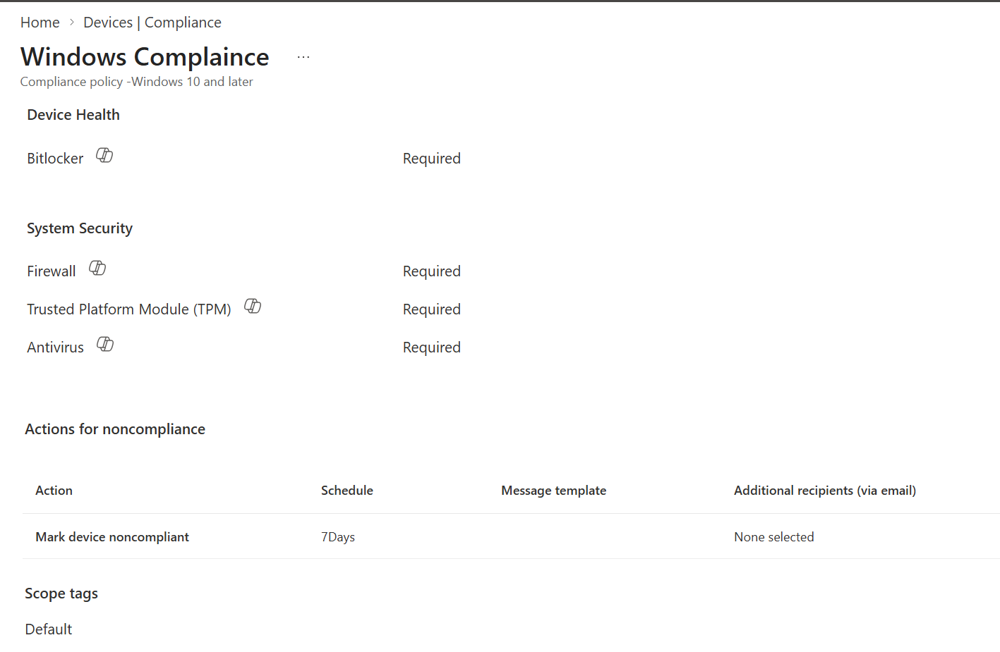 Home > Devices | Compliance
Windows Complaince ...
Compliance policy -Windows 10 and later
Device Health
Bitlocker Required
System Security
Firewall Required
Trusted Platform Module (TPM) Required
Antivirus Required
Actions for noncompliance
Action Schedule Message template Additional recipients (via email)
Mark device noncompliant 7Days None selected
Scope tags
Default